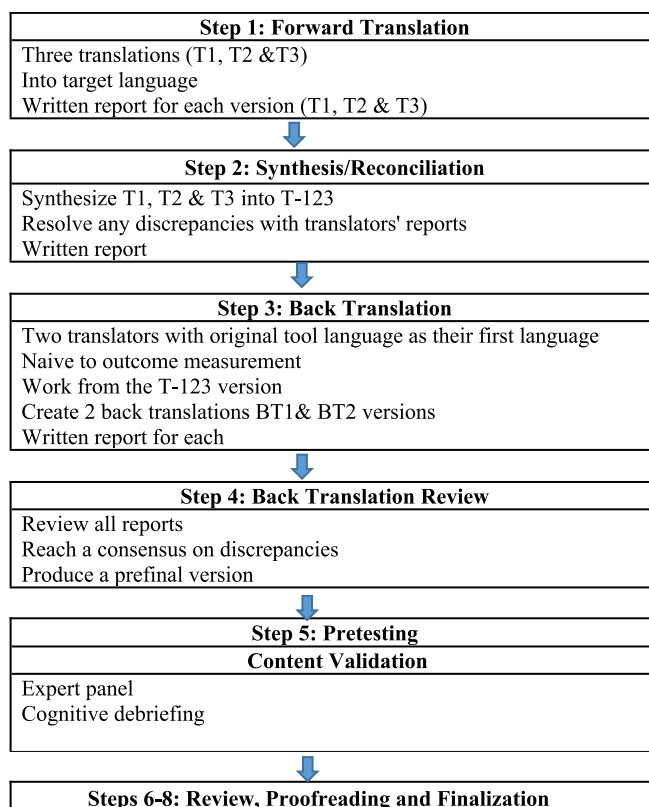 Step 1: Forward Translation
Three translations (T1, T2 &T3)
Into target language
Written report for each version (T1, T2 & T3)
Step 2: Synthesis/Reconciliation
Synthesize T1, T2 & T3 into T-123
Resolve any discrepancies with translators' reports
Written report
Step 3: Back Translation
Two translators with original tool language as their first language
Naive to outcome measurement
Work from the T-123 version
Create 2 back translations BT1& BT2 versions
Written report for each
Step 4: Back Translation Review
Review all reports
Reach a consensus on discrepancies
Produce a prefinal version
Step 5: Pretesting
Content Validation
Expert panel
Cognitive debriefing
Steps 6-8: Review, Proofreading and Finalization